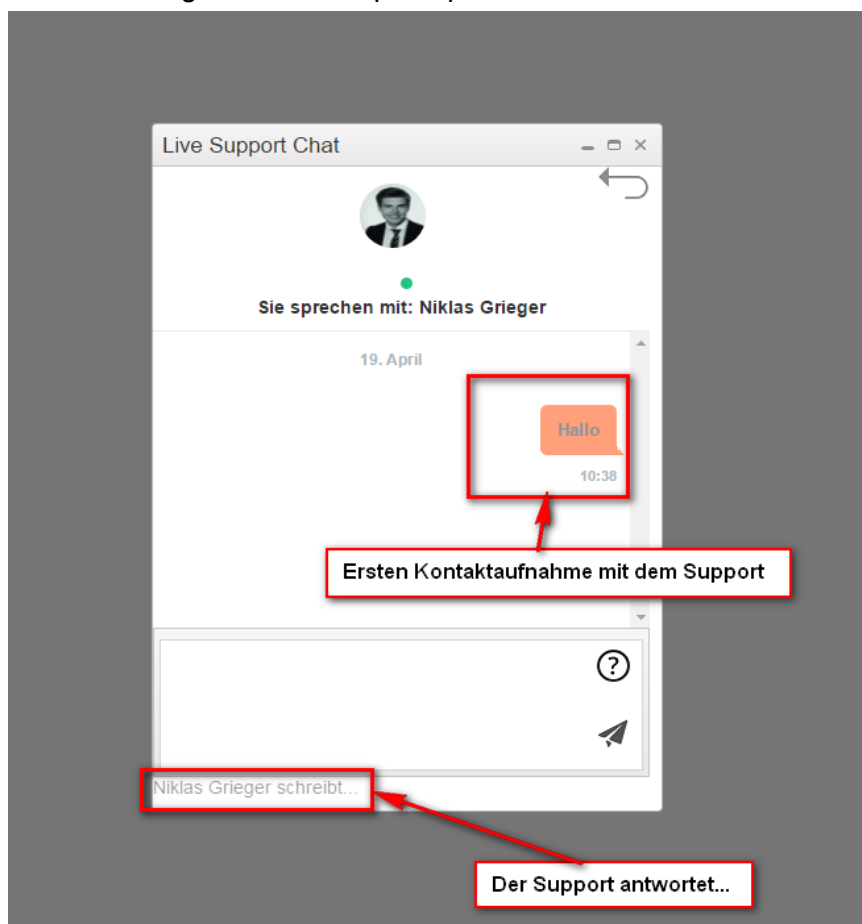 Live Support Chat
Sie sprechen mit: Niklas Grieger
19. April
Hallo
10:38
Ersten Kontaktaufnahme mit dem Support
?
Niklas Grieger schreibt...
Der Support antwortet...